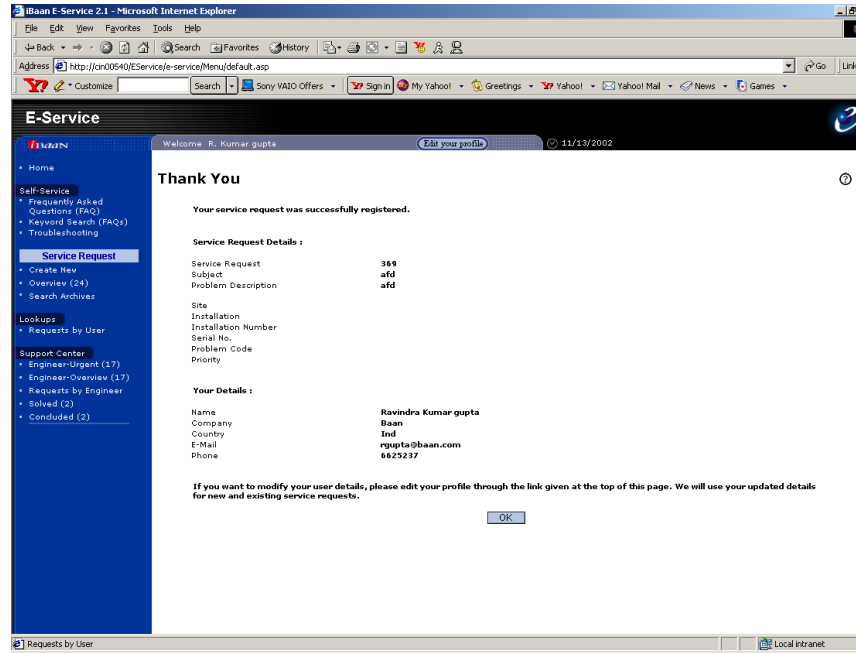 iBaan E-Service 2.1 - Microsoft Internet Explorer
File Edit View Favorites Tools Help
Back Search Favorites History
Address http://cin00540/EService/e-service/Menu/default.asp Go Link
Y? Customize Search Sony VAIO Offers Y? Sign in My Yahoo! Greetings Y? Yahoo! Yahoo! Mail News Games
E-Service
iBaan Welcome R. Kumar gupta Edit your profile 11/13/2002
Home
Thank You
Self-Service
Frequently Asked
Questions (FAQ)
Keyword Search (FAQs)
Troubleshooting
Service Request
Create New
Overview (24)
Search Archives
Lookups
Requests by User
Support Center
Engineer-Urgent (17)
Engineer-Overview (17)
Requests by Engineer
Solved (2)
Concluded (2)
Your service request was successfully registered.
Service Request Details :
Service Request 369
Subject afd
Problem Description afd
Site
Installation
Installation Number
Serial No.
Problem Code
Priority
Your Details :
Name Ravindra Kumar gupta
Company Baan
Country Ind
E-Mail rgupta@baan.com
Phone 6625237
If you want to modify your user details, please edit your profile through the link given at the top of this page. We will use your updated details
for new and existing service requests.
OK
Requests by User Local intranet